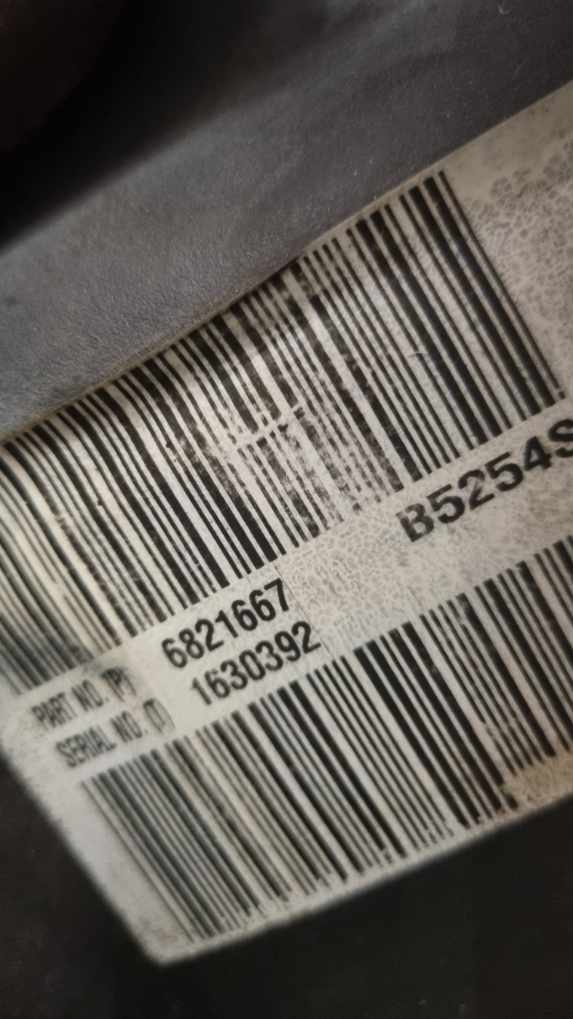 B5254S
PART NO. (P) 6821667
SERIAL NO. () 1630392